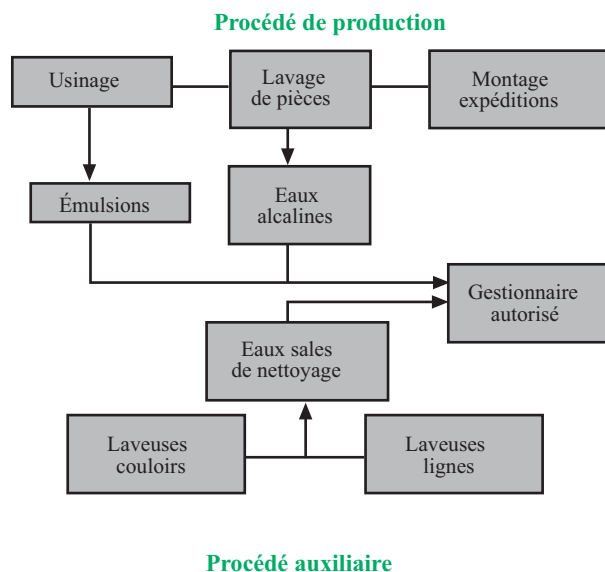 Procédé de production
Usinage
Lavage
de pièces
Montage
expéditions
Émulsions
Eaux
alcalines
Gestionnaire
autorisé
Eaux sales
de nettoyage
Laveuses
couloirs
Laveuses
lignes
Procédé auxiliaire